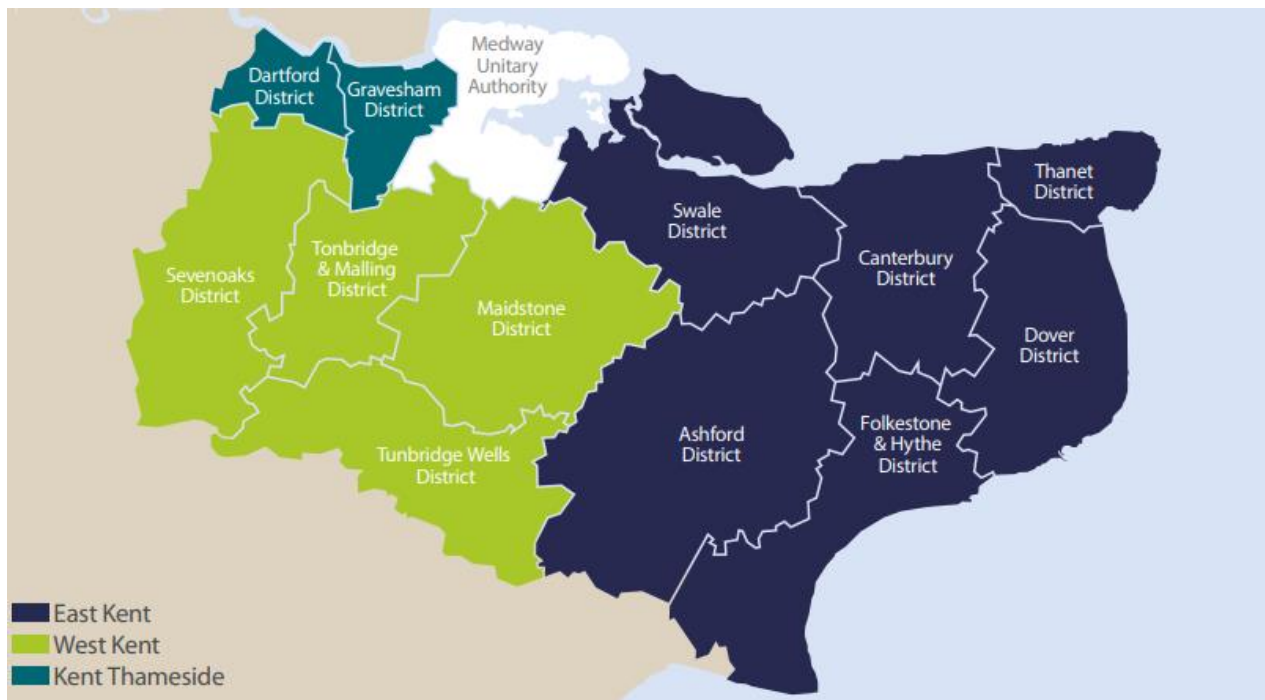 Dartford
District
Gravesham
District
Medway
Unitary
Authority
Thanet
District
Swale
District
Canterbury
District
Tonbridge
& Malling
District
Sevenoaks
District
Maidstone
District
Dover
District
Ashford
District
Folkestone
& Hythe
District
Tunbridge Wells
District
East Kent
West Kent
Kent Thameside